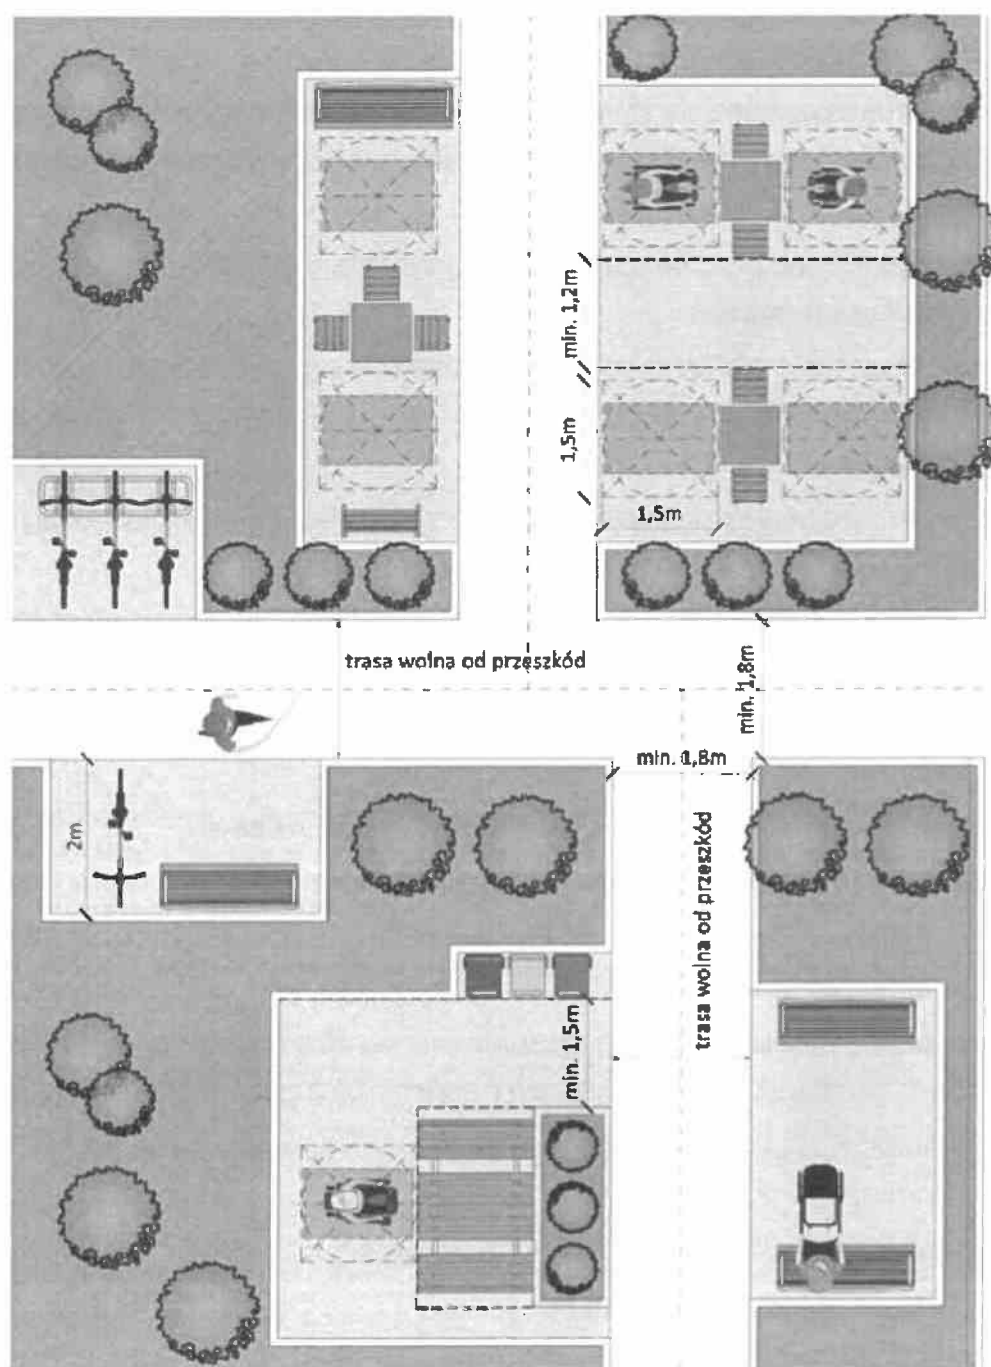 min. 1,2m
1,5m
1,5m
trasa wolna od przeszkód
min. 1,8m
min. 1,8m
2m
trasa wolna od przeszkód
min. 1,5m